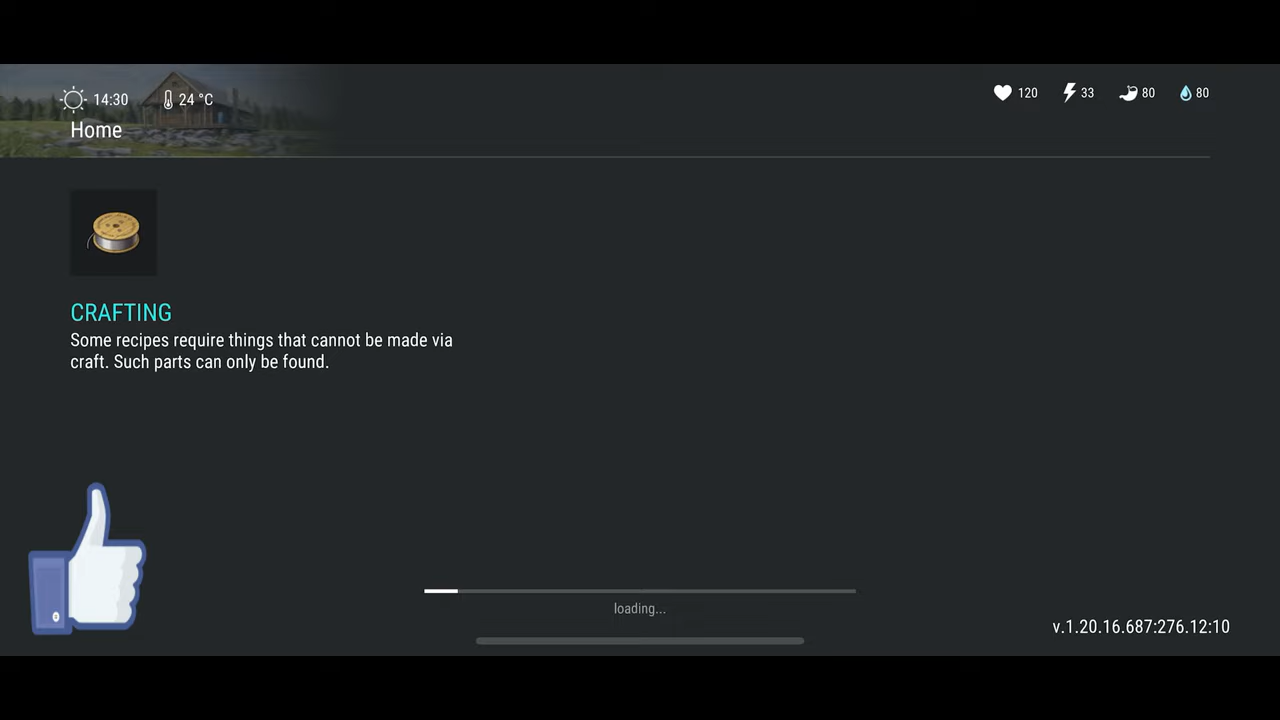 14:30
24 °C
120
33
80
80
Home
CRAFTING
Some recipes require things that cannot be made via
craft. Such parts can only be found.
loading...
v.1.20.16.687:276.12:10